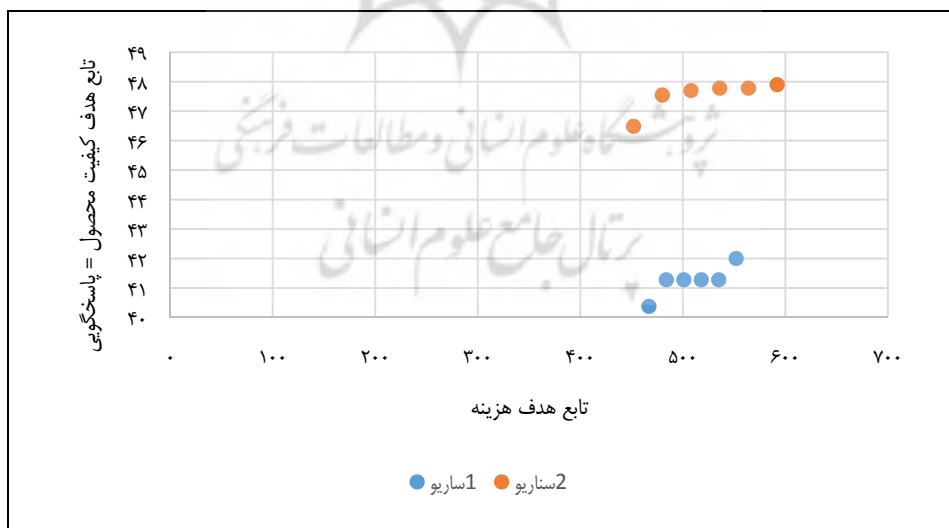 تابع هدف کیفیت محصول = پاسخگویی
۴۹
۴۸
۴۷
۴۶
۴۵
۴۴
۴۳
۴۲
۴۱
۴۰
پژوهشگاه علوم انسانی و مطالعات فرهنگی
پرتال جامع علوم انسانی
۰ ۱۰۰ ۲۰۰ ۳۰۰ ۴۰۰ ۵۰۰ ۶۰۰ ۷۰۰
تابع هدف هزینه
ساریو1 سناریو2